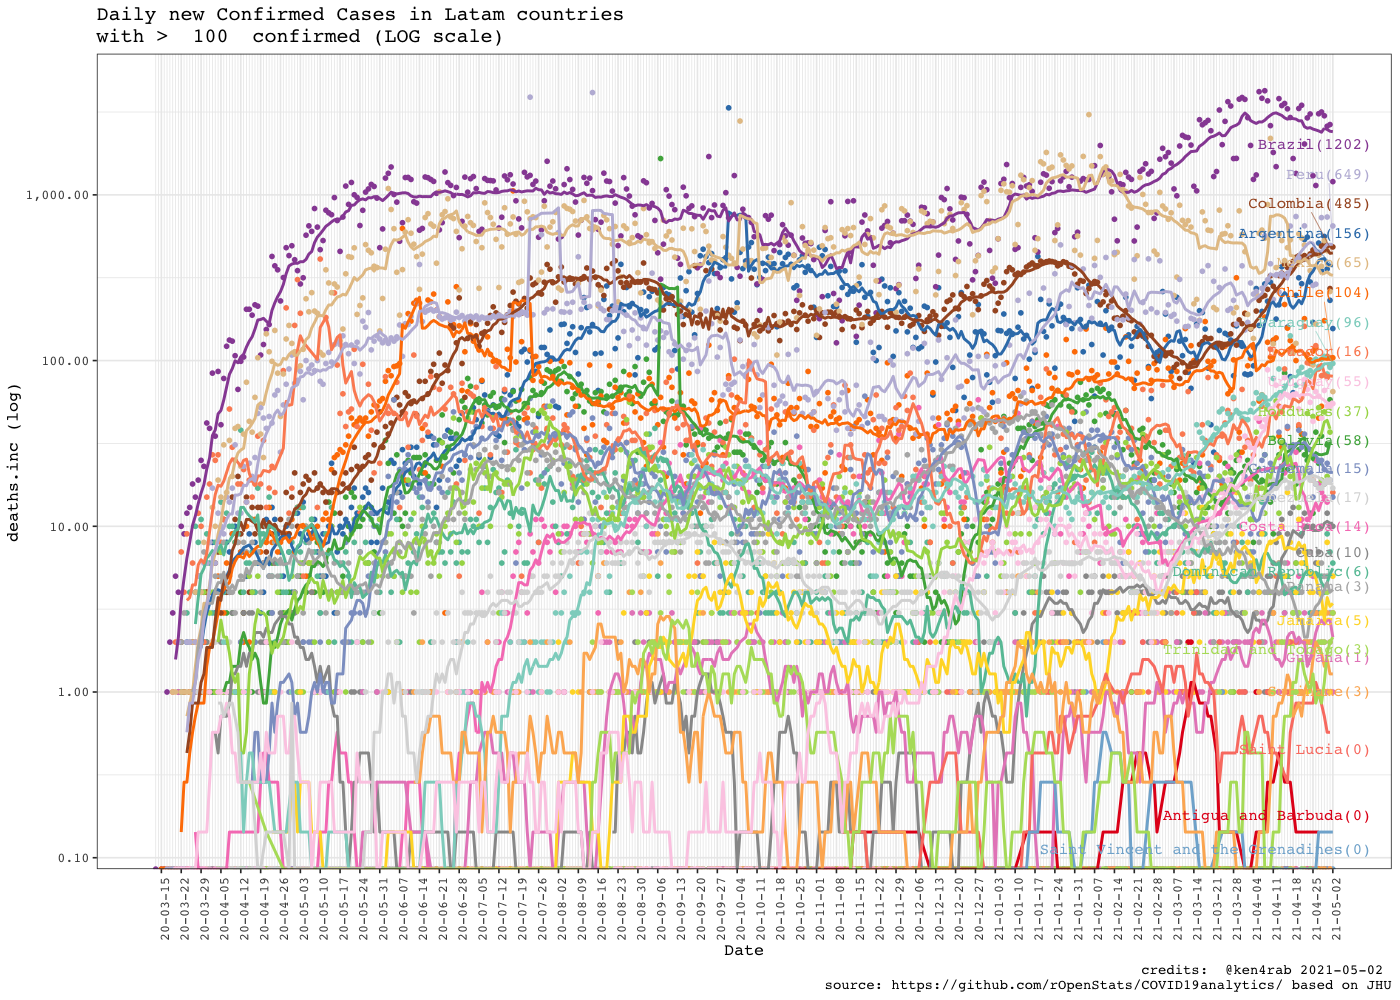 Daily new Confirmed Cases in Latam countries
with >  100  confirmed (LOG scale)
deaths.inc (log)
1,000.00
100.00
10.00
1.00
0.10
Brazil(1202)
Peru(649)
Colombia(485)
Argentina(156)
(65)
Chile(104)
Paraguay(96)
Ecuador(16)
(55)
Honduras(37)
Bolivia(58)
Guatemala(15)
(17)
Costa Rica(14)
Cuba(10)
Dominican Republic(6)
Panama(3)
Jamaica(5)
Trinidad and Tobago(3)
Guyana(1)
Suriname(3)
Saint Lucia(0)
Antigua and Barbuda(0)
Saint Vincent and the Grenadines(0)
20-03-15
20-03-22
20-03-29
20-04-05
20-04-12
20-04-19
20-04-26
20-05-03
20-05-10
20-05-17
20-05-24
20-05-31
20-06-07
20-06-14
20-06-21
20-06-28
20-07-05
20-07-12
20-07-19
20-07-26
20-08-02
20-08-09
20-08-16
20-08-23
20-08-30
20-09-06
20-09-13
20-09-20
20-09-27
20-10-04
20-10-11
20-10-18
20-10-25
20-11-01
20-11-08
20-11-15
20-11-22
20-11-29
20-12-06
20-12-13
20-12-20
20-12-27
21-01-03
21-01-10
21-01-17
21-01-24
21-01-31
21-02-07
21-02-14
21-02-21
21-02-28
21-03-07
21-03-14
21-03-21
21-03-28
21-04-04
21-04-11
21-04-18
21-04-25
21-05-02
Date
credits:  @ken4rab 2021-05-02
source: https://github.com/rOpenStats/COVID19analytics/ based on JHU